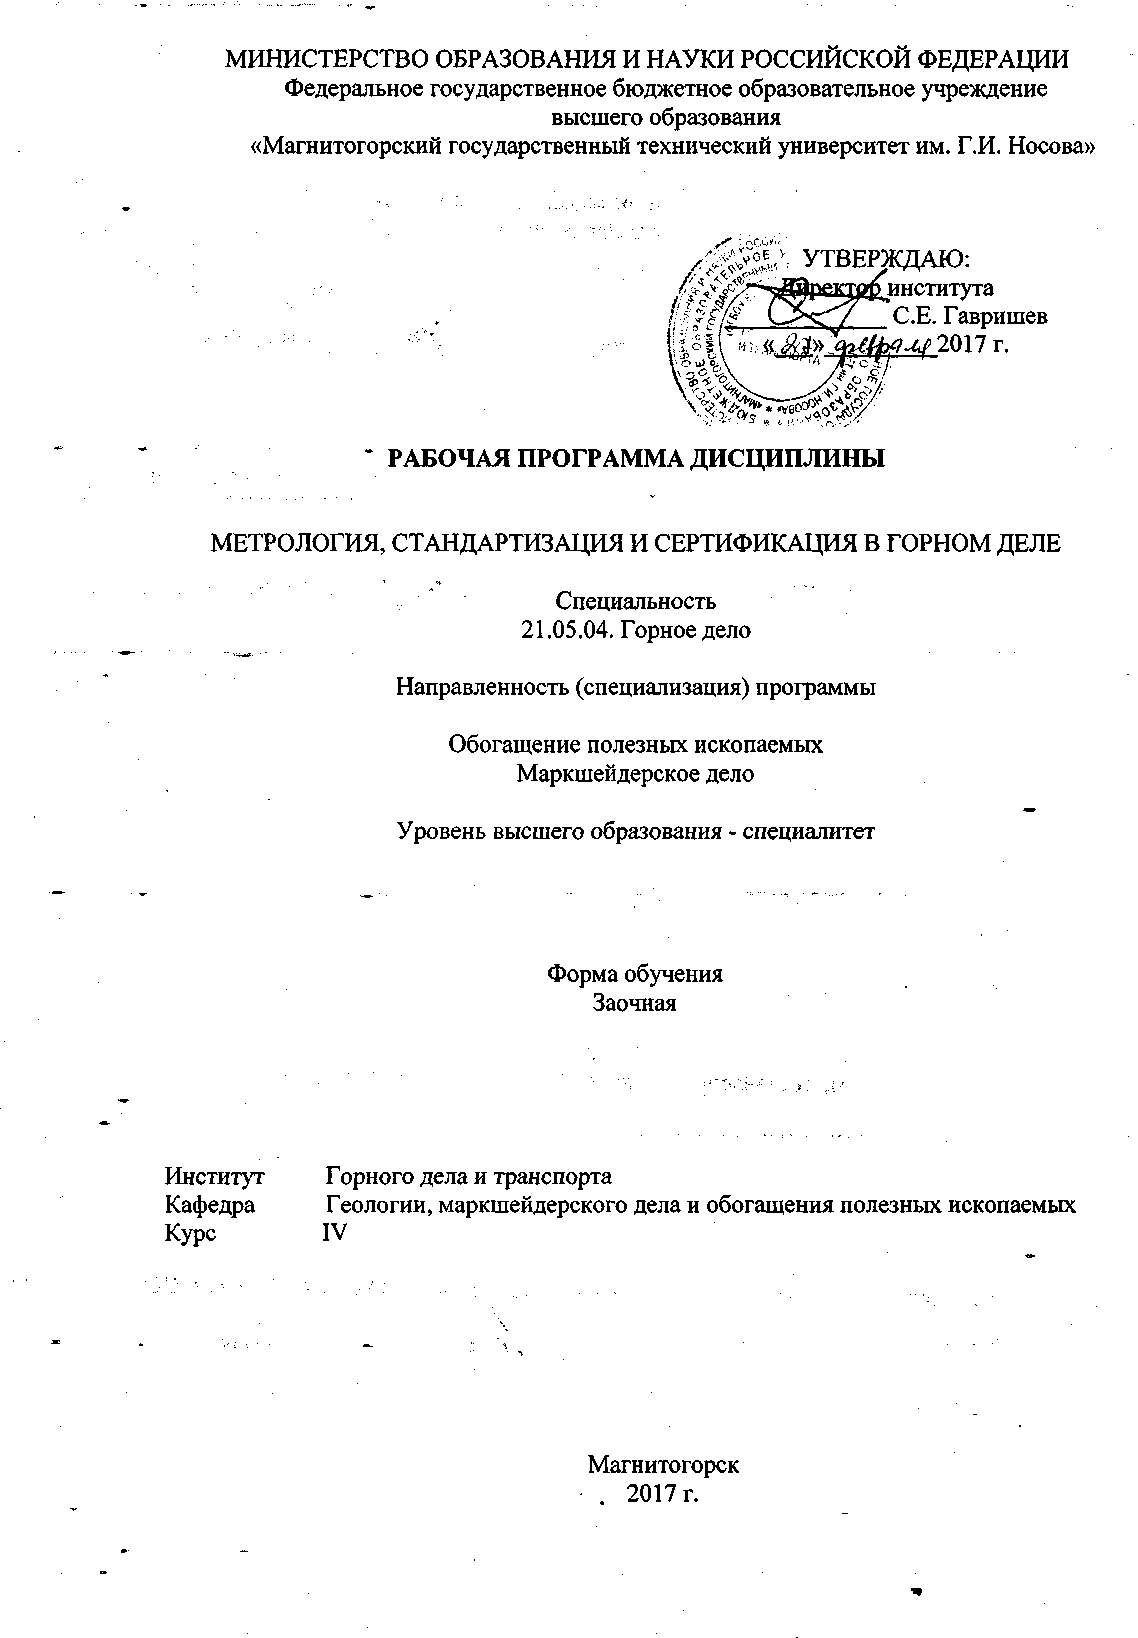 МИНИСТЕРСТВО ОБРАЗОВАНИЯ И НАУКИ РОССИЙСКОЙ ФЕДЕРАЦИИ
Федеральное государственное бюджетное образовательное учреждение
высшего образования
«Магнитогорский государственный технический университет им. Г.И. Носова»
УТВЕРЖДАЮ:
Директор института
С.Е. Гавришев
февраля 2017 г.
РАБОЧАЯ ПРОГРАММА ДИСЦИПЛИНЫ
МЕТРОЛОГИЯ, СТАНДАРТИЗАЦИЯ И СЕРТИФИКАЦИЯ В ГОРНОМ ДЕЛЕ
Специальность
21.05.04. Горное дело
Направленность (специализация) программы
Обогащение полезных ископаемых
Маркшейдерское дело
Уровень высшего образования - специалитет
Форма обучения
Заочная
Институт Горного дела и транспорта
Кафедра Геологии, маркшейдерского дела и обогащения полезных ископаемых
Курс IV
Магнитогорск
2017 г.